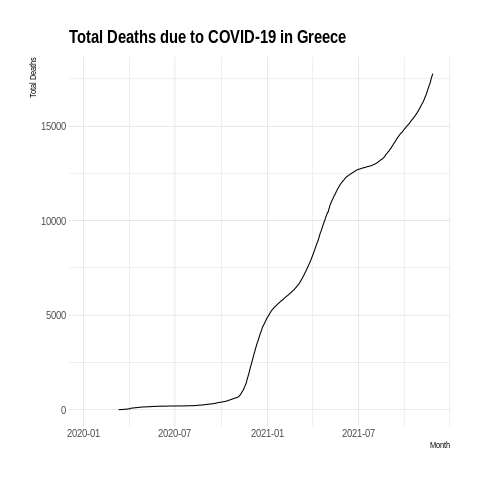 Total Deaths due to COVID-19 in Greece
Total Deaths
15000
10000
5000
0
2020-01 2020-07 2021-01 2021-07
Month